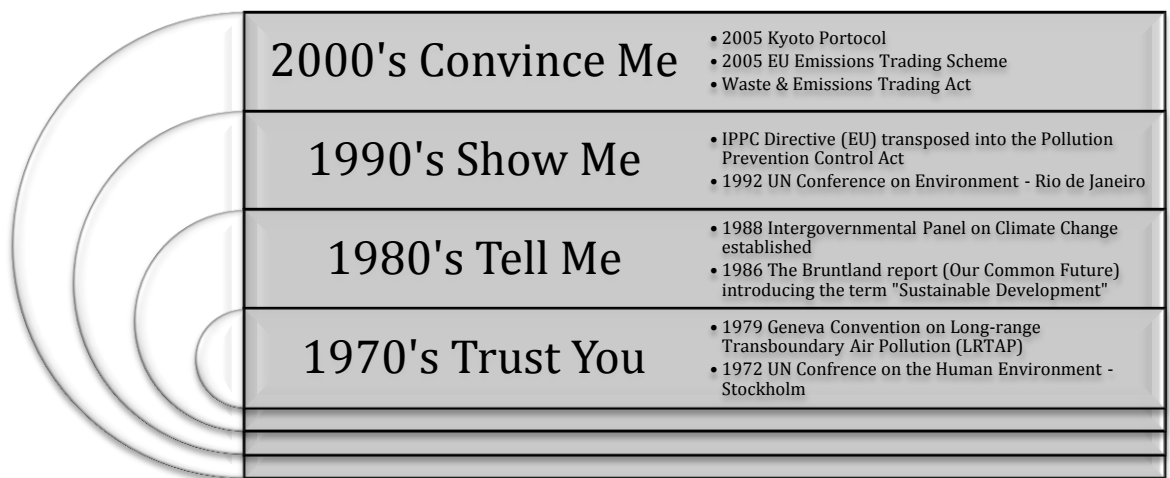 2000's Convince Me
• 2005 Kyoto Portocol
• 2005 EU Emissions Trading Scheme
• Waste & Emissions Trading Act
1990's Show Me
• IPPC Directive (EU) transposed into the Pollution
Prevention Control Act
• 1992 UN Conference on Environment - Rio de Janeiro
1980's Tell Me
• 1988 Intergovernmental Panel on Climate Change
established
• 1986 The Bruntland report (Our Common Future)
introducing the term "Sustainable Development"
1970's Trust You
• 1979 Geneva Convention on Long-range
Transboundary Air Pollution (LRTAP)
• 1972 UN Confrence on the Human Environment -
Stockholm